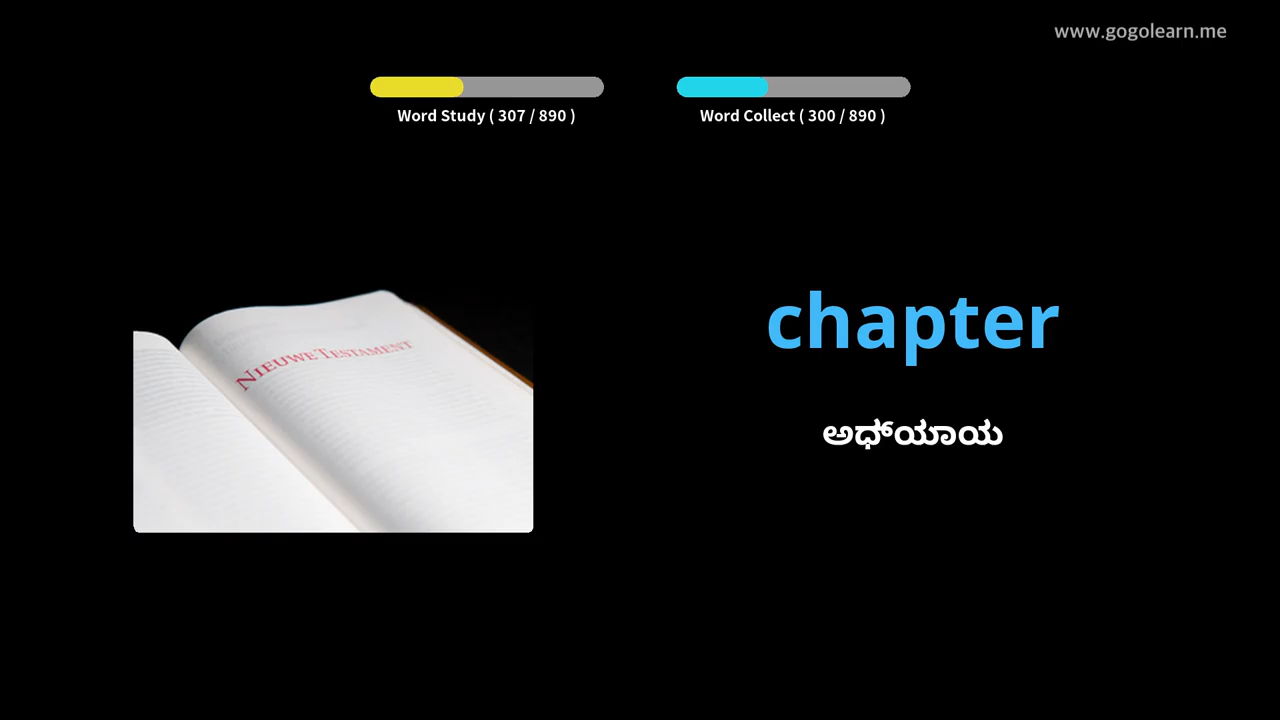 www.gogolearn.me
Word Study ( 307 / 890 )
Word Collect ( 300 / 890 )
NIEUWE TESTAMENT
chapter
ಅಧ್ಯಾಯ